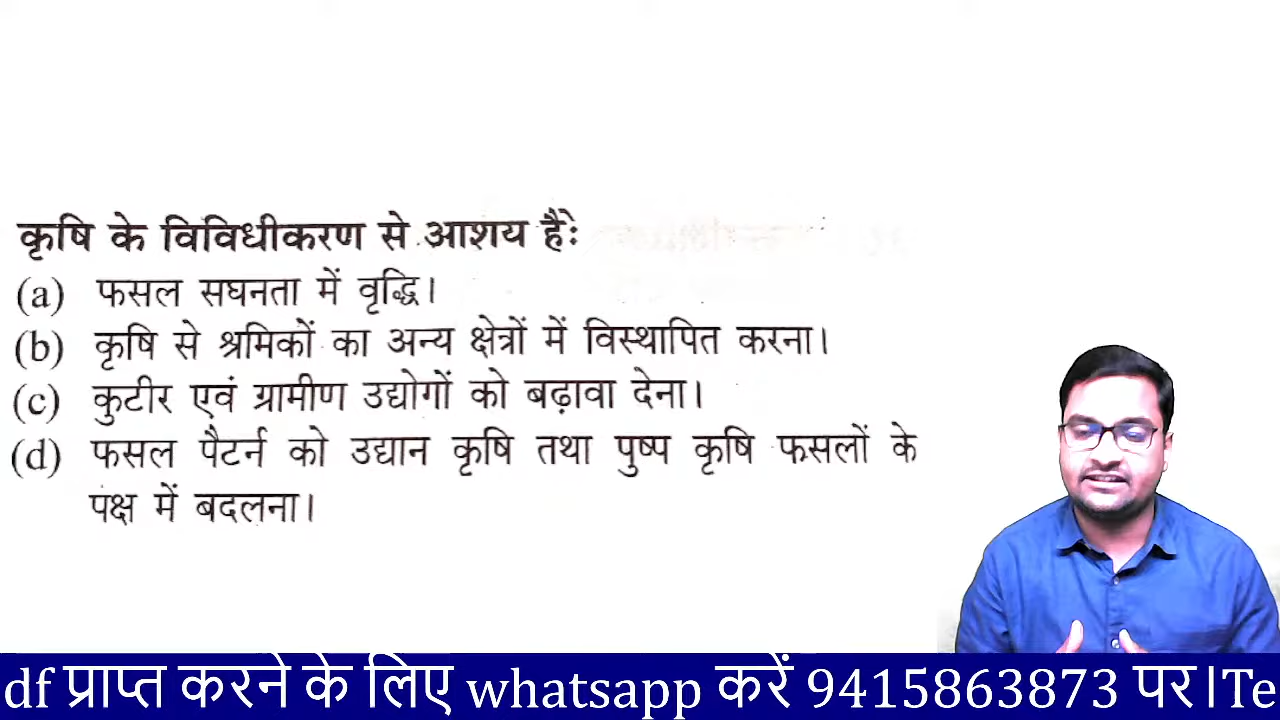 कृषि के विविधीकरण से आशय हैः
(a) फसल सघनता में वृद्धि।
(b) कृषि से श्रमिकों का अन्य क्षेत्रों में विस्थापित करना।
(c) कुटीर एवं ग्रामीण उद्योगों को बढ़ावा देना।
(d) फसल पैटर्न को उद्यान कृषि तथा पुष्प कृषि फसलों के
पक्ष में बदलना।
df प्राप्त करने के लिए whatsapp करें 9415863873 पर।Te